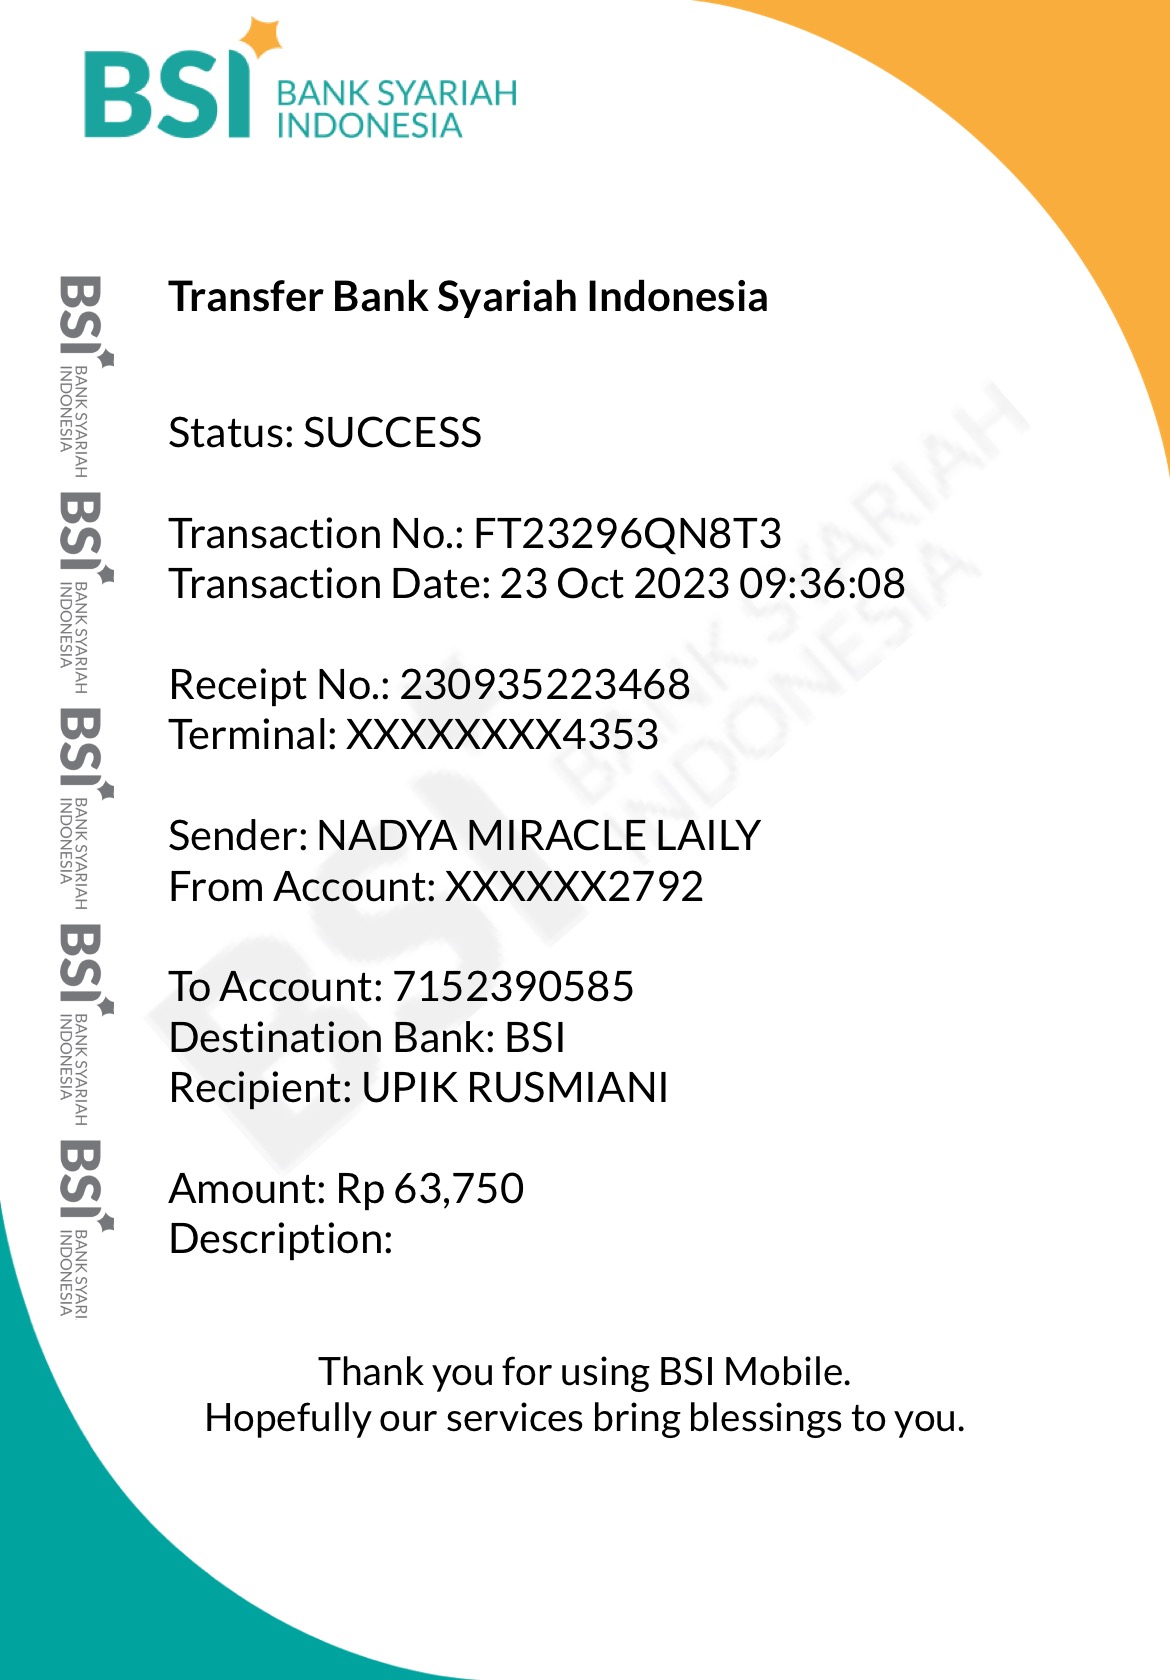 BSI BANK SYARIAH
INDONESIA
Transfer Bank Syariah Indonesia
Status: SUCCESS
Transaction No.: FT23296QN8T3
Transaction Date: 23 Oct 2023 09:36:08
Receipt No.: 230935223468
Terminal: XXXXXXXX4353
Sender: NADYA MIRACLE LAILY
From Account: XXXXXX2792
To Account: 7152390585
Destination Bank: BSI
Recipient: UPIK RUSMIANI
Amount: Rp 63,750
Description:
Thank you for using BSI Mobile.
Hopefully our services bring blessings to you.
BSI BANK SYARIAH
INDONESIA
BSI BANK SYARIAH
INDONESIA
BSI BANK SYARIAH
INDONESIA
BSI BANK SYARIAH
INDONESIA
BSI BANK SYARI
INDONESIA
BSI BANK SYARIAH
INDONESIA